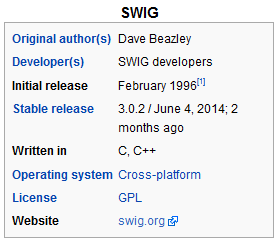 SWIG
Original author(s) Dave Beazley
Developer(s) SWIG developers
Initial release February 1996[1]
Stable release 3.0.2 / June 4, 2014; 2
months ago
Written in C, C++
Operating system Cross-platform
License GPL
Website swig.org